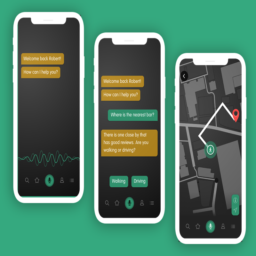 Welcome back Robert!
How can I help you?
Welcome back Robert!
How can I help you?
Where is the nearest bar?
There is one close by that
has good reviews. Are you
walking or driving?
Walking
Driving